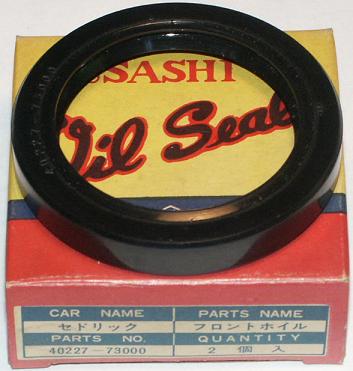 USASHI
40227-73000
Oil Seal
CAR NAME
PARTS NAME
セドリック
フロントホイル
PARTS NO.
QUANTITY
40227-73000
2 個入